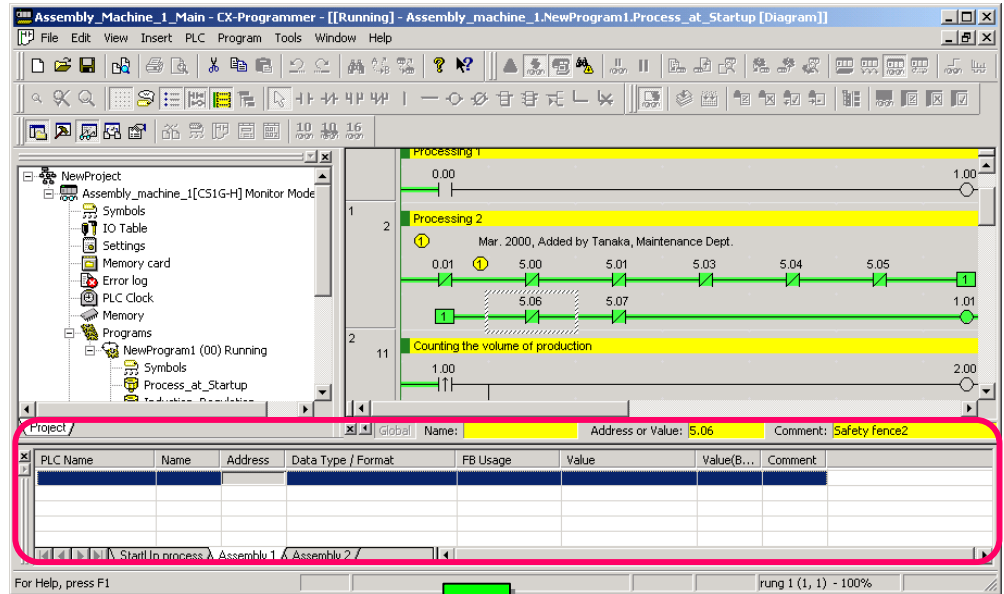 Assembly_Machine_1_Main - CX-Programmer - [[Running] - Assembly_machine_1.NewProgram1.Process_at_Startup [Diagram]]
File Edit View Insert PLC Program Tools Window Help
10 10 16
NewProject
Assembly_machine_1[CS1G-H] Monitor Mode
Symbols
IO Table
Settings
Memory card
Error log
PLC Clock
Memory
Programs
NewProgram1 (00) Running
Symbols
Process_at_Startup
Project
Processing 1
0.00 1.00
1 2
Processing 2
1 Mar. 2000, Added by Tanaka, Maintenance Dept.
0.01 1 5.00 5.01 5.03 5.04 5.05
1
5.06 5.07 1.01
1
2 11
Counting the volume of production
1.00 2.00
Global Name: Address or Value: 5.06 Comment: Safety fence2
PLC Name Name Address Data Type / Format FB Usage Value Value(B... Comment
StartUp process Assembly 1 Assembly 2
For Help, press F1 rung 1 (1, 1) - 100%